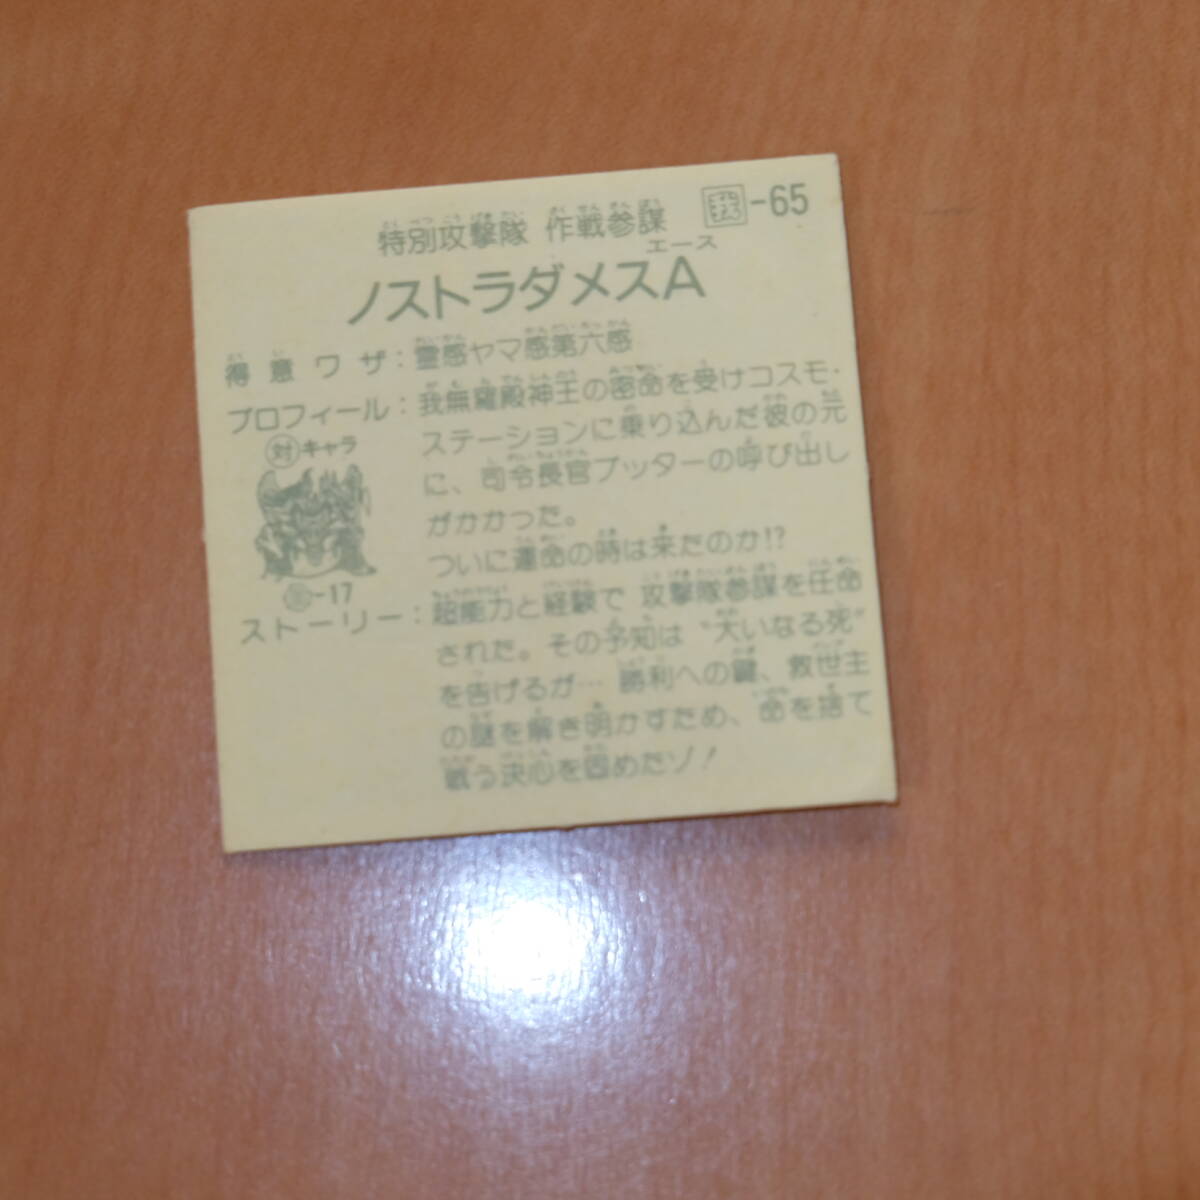 特別攻撃隊 作戦参謀 -65
ノストラダメスA
エース
得意ワザ:霊感ヤマ感第六感
プロフィール:我無羅殿神王の密命を受けコスモ・
ステーションに乗り込んだ彼の元
に、司令長官ブッターの呼び出し
がかかった。
ついに運命の時は来たのか!?
対キャラ
-17
ストーリー:超能力と経験で 攻撃隊参謀を任命
された。その予知は“大いなる死”
を告げるが… 勝利への鍵、救世主
の謎を解き明かすため、命を捨て
戦う決心を固めたゾ!